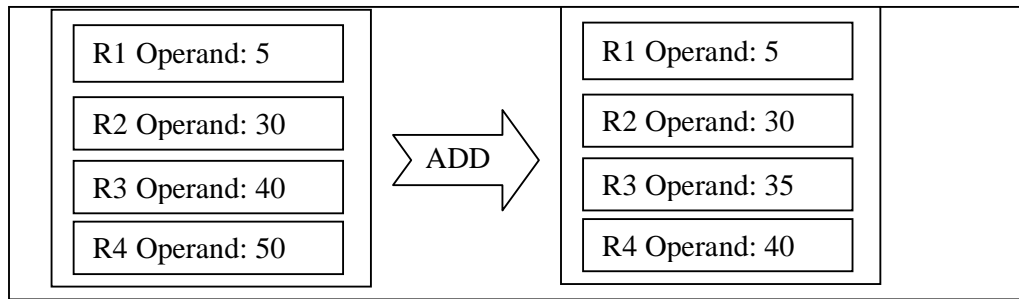 R1 Operand: 5
R2 Operand: 30
R3 Operand: 40
R4 Operand: 50
ADD
R1 Operand: 5
R2 Operand: 30
R3 Operand: 35
R4 Operand: 40